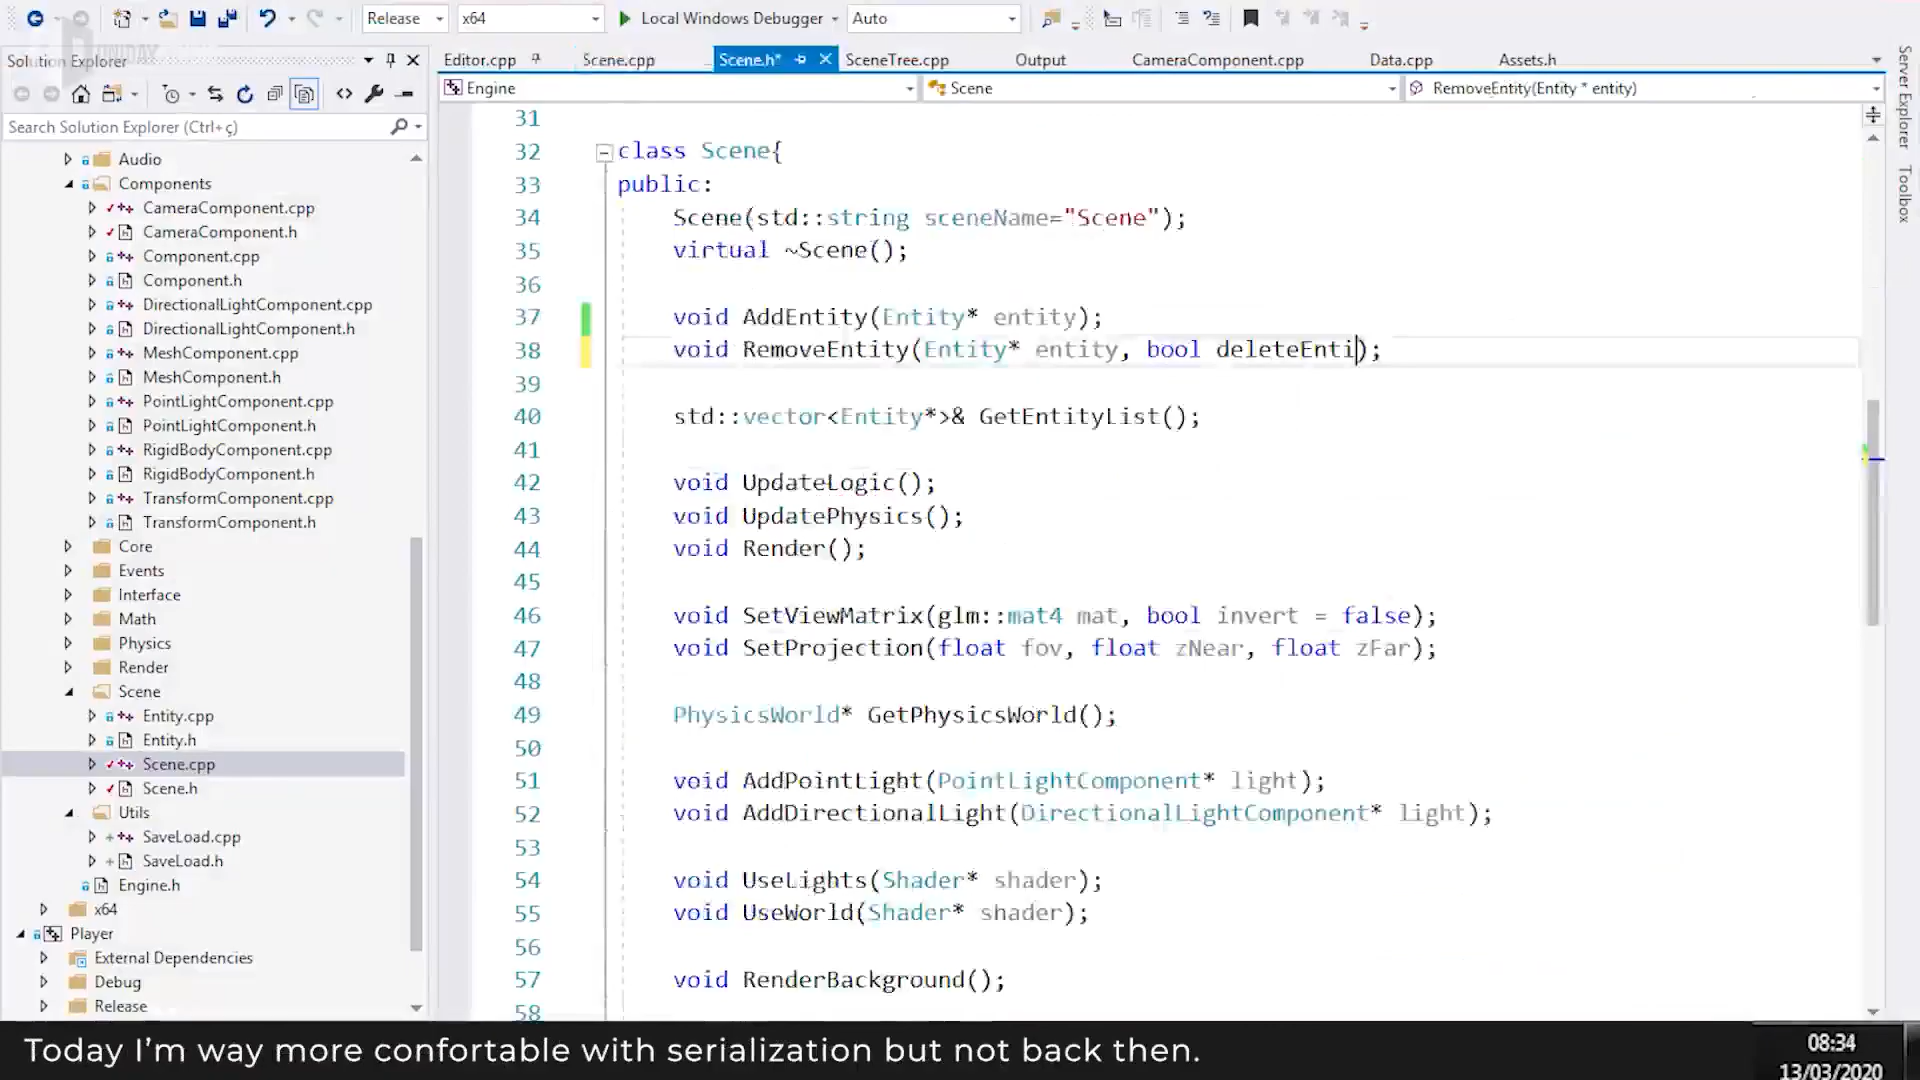 Release
x64
Local Windows Debugger
Auto
Solution Explorer
Search Solution Explorer (Ctrl+ç)
Audio
Components
CameraComponent.cpp
CameraComponent.h
Component.cpp
Component.h
DirectionalLightComponent.cpp
DirectionalLightComponent.h
MeshComponent.cpp
MeshComponent.h
PointLightComponent.cpp
PointLightComponent.h
RigidBodyComponent.cpp
RigidBodyComponent.h
TransformComponent.cpp
TransformComponent.h
Core
Events
Interface
Math
Physics
Render
Scene
Entity.cpp
Entity.h
Scene.cpp
Scene.h
Utils
SaveLoad.cpp
SaveLoad.h
Engine.h
x64
Player
External Dependencies
Debug
Release
Editor.cpp Scene.cpp Scene.h* SceneTree.cpp Output CameraComponent.cpp Data.cpp Assets.h
Engine Scene RemoveEntity(Entity * entity)
31
32 class Scene{
33 public:
34 Scene(std::string sceneName="Scene");
35 virtual ~Scene();
36
37 void AddEntity(Entity* entity);
38 void RemoveEntity(Entity* entity, bool deleteEnti);
39
40 std::vector<Entity*>& GetEntityList();
41
42 void UpdateLogic();
43 void UpdatePhysics();
44 void Render();
45
46 void SetViewMatrix(glm::mat4 mat, bool invert = false);
47 void SetProjection(float fov, float zNear, float zFar);
48
49 PhysicsWorld* GetPhysicsWorld();
50
51 void AddPointLight(PointLightComponent* light);
52 void AddDirectionalLight(DirectionalLightComponent* light);
53
54 void UseLights(Shader* shader);
55 void UseWorld(Shader* shader);
56
57 void RenderBackground();
58
Server Explorer
Toolbox
Today I'm way more confortable with serialization but not back then.
08:34
13/03/2020